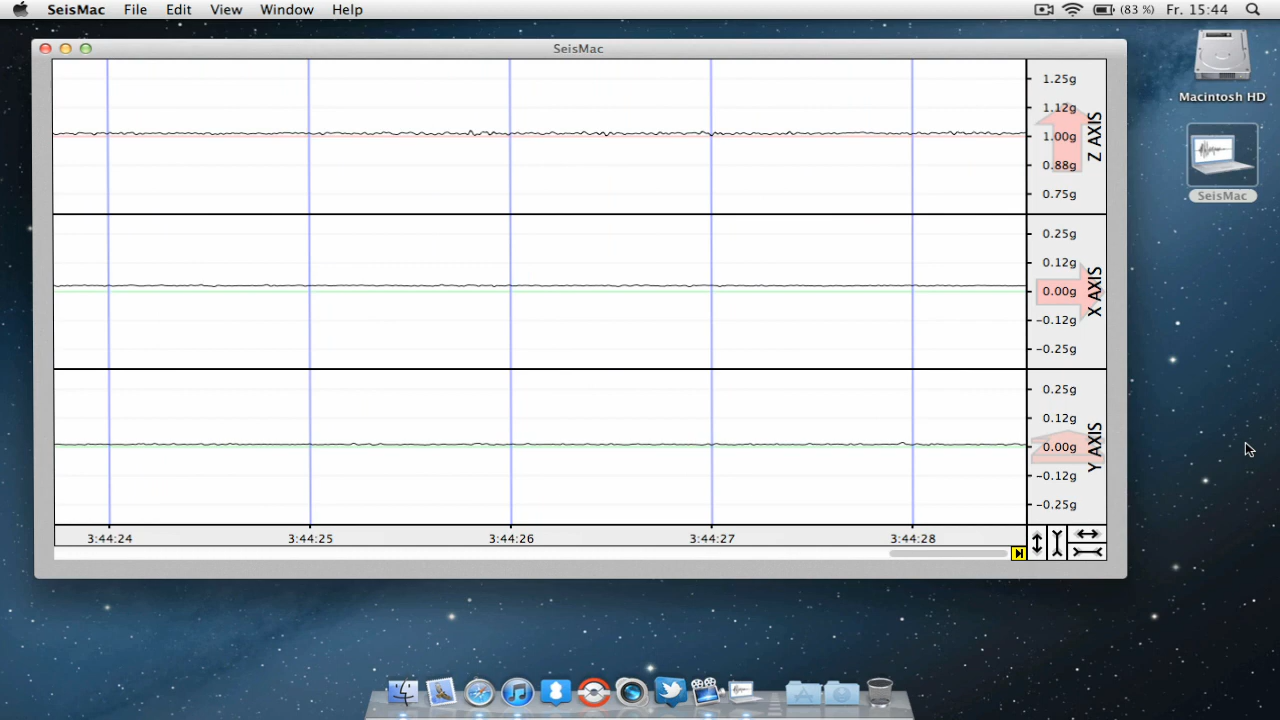 SeisMac File Edit View Window Help (83 %) Fr. 15:44
SeisMac
Macintosh HD
SeisMac
1.25g
1.12g
1.00g
0.88g
0.75g
Z AXIS
0.25g
0.12g
0.00g
-0.12g
-0.25g
X AXIS
0.25g
0.12g
0.00g
-0.12g
-0.25g
Y AXIS
3:44:24 3:44:25 3:44:26 3:44:27 3:44:28